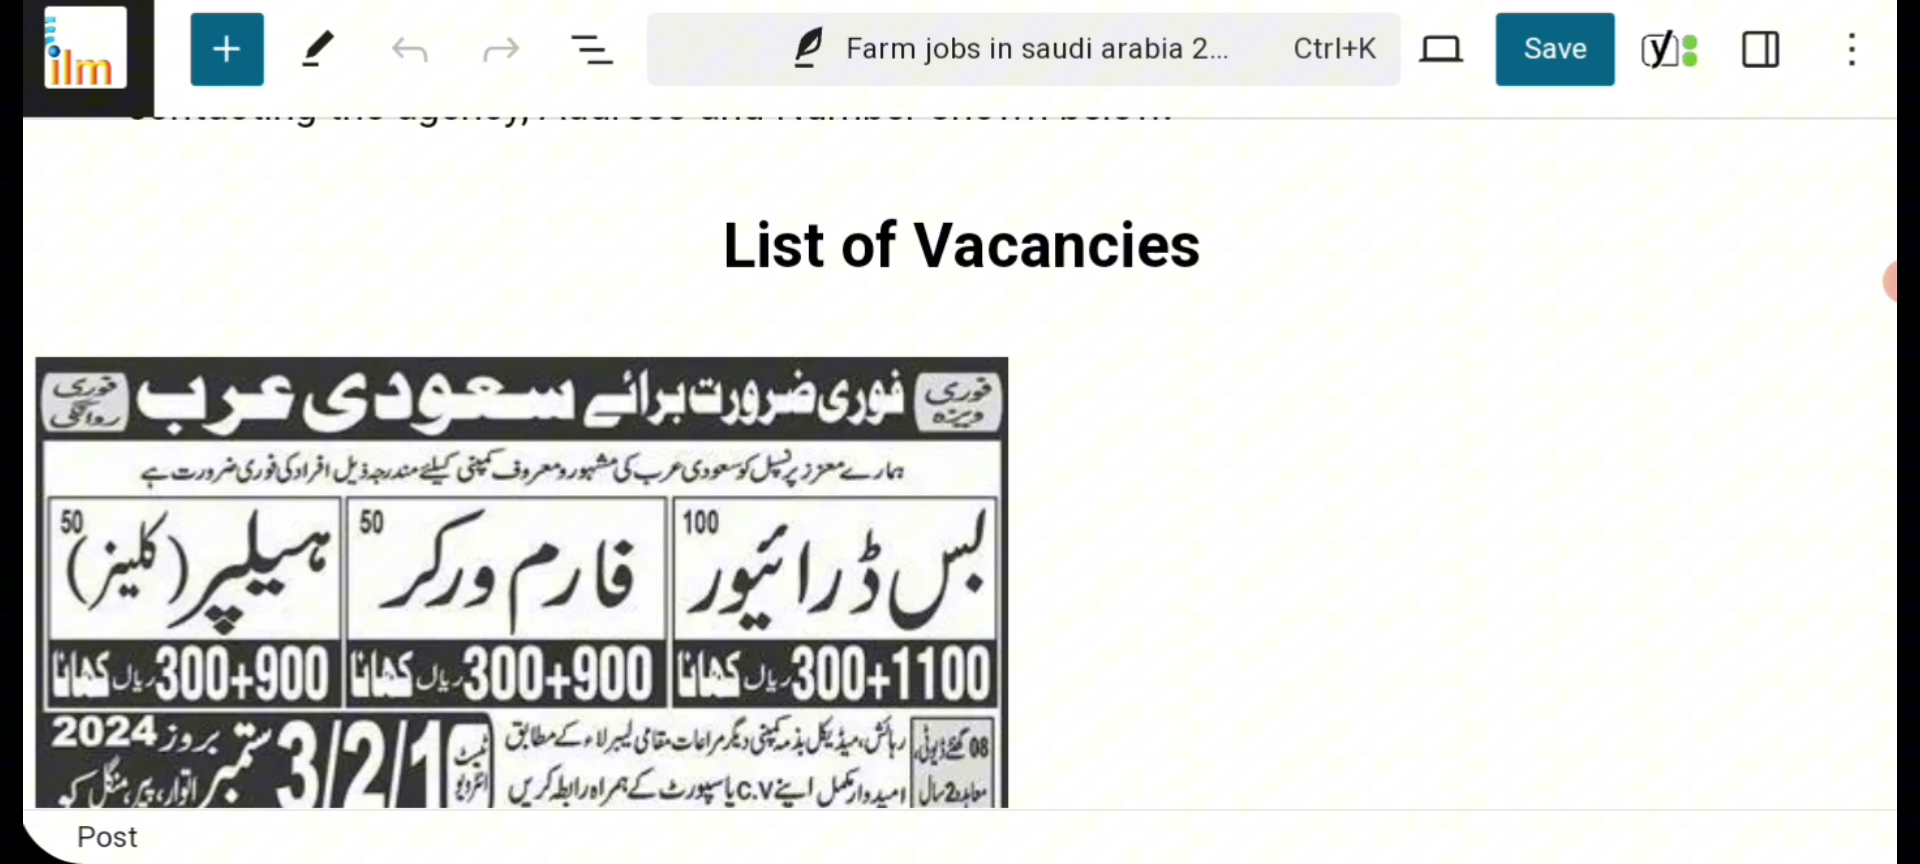 ilm
Farm jobs in saudi arabia 2... Ctrl+K
Save
List of Vacancies
فوری ویزہ
فوری ضرورت برائے سعودی عرب
فوری روانگی
ہمارے معزز پرنسپل کو سعودی عرب کی مشہور و معروف کمپنی کیلئے مندرجہ ذیل افراد کی فوری ضرورت ہے
100
بس ڈرائیور
300+1100 ریال کھانا
50
فارم ورکر
300+900 ریال کھانا
50
ہیلپر (کلینر)
300+900 ریال کھانا
08 گھنٹے ڈیوٹی،
معاہدہ 2 سال
رہائش، میڈیکل بذمہ کمپنی دیگر مراعات مقامی لیبر لاء کے مطابق
امیدوار مکمل اپنے C.V پاسپورٹ کے ہمراہ رابطہ کریں
ٹیسٹ
انٹرویو
3/2/1 ستمبر بروز 2024
اتوار، پیر، منگل کو
Post